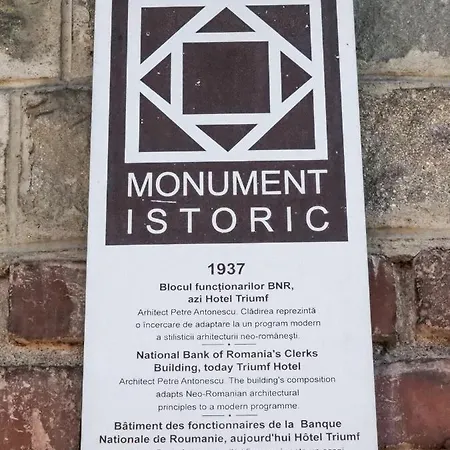 MONUMENT
ISTORIC
1937
Blocul funcționarilor BNR,
azi Hotel Triumf
Arhitect Petre Antonescu. Clădirea reprezintă
o încercare de adaptare la un program modern
a stilisticii arhitecturii neo-românești.
National Bank of Romania's Clerks
Building, today Triumf Hotel
Architect Petre Antonescu. The building's composition
adapts Neo-Romanian architectural
principles to a modern programme.
Bâtiment des fonctionnaires de la Banque
Nationale de Roumanie, aujourd'hui Hôtel Triumf